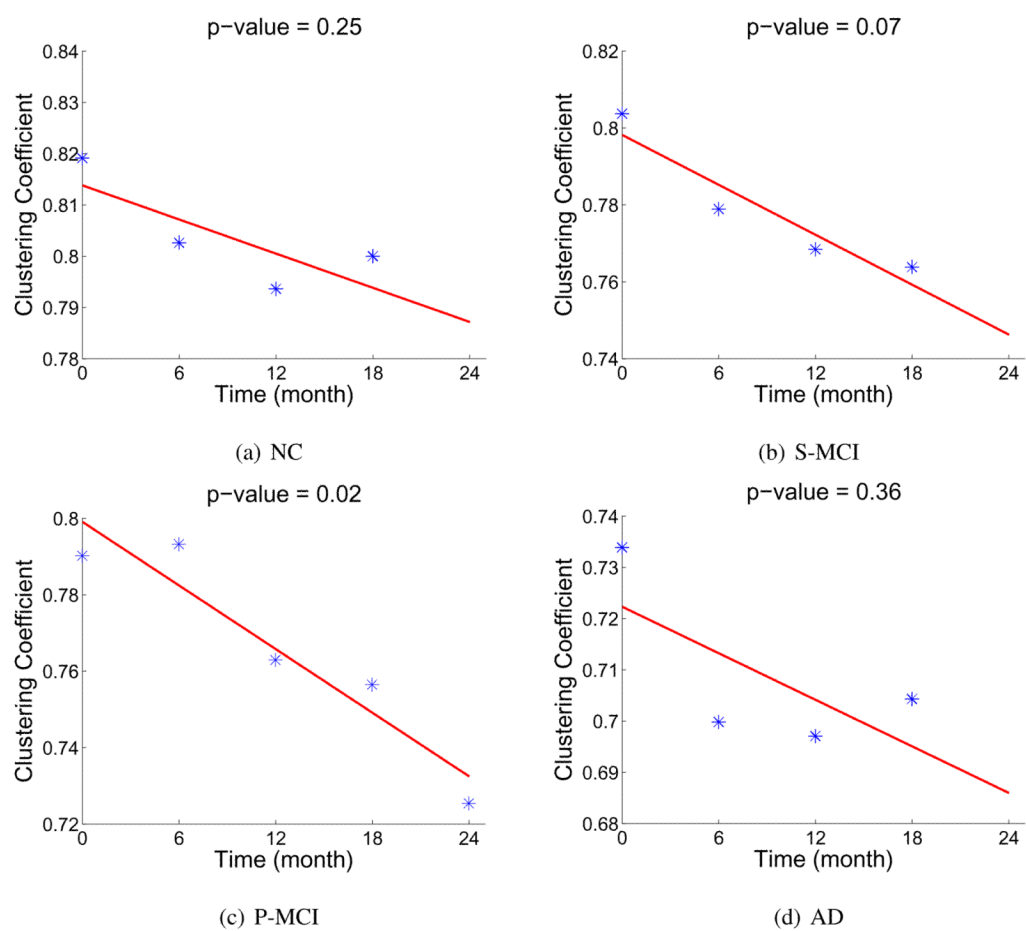 p-value = 0.25
0.84
0.83
0.82
0.81
0.8
0.79
0.78
Clustering Coefficient
0 6 12 18 24
Time (month)
(a) NC
p-value = 0.07
0.82
0.8
0.78
0.76
0.74
Clustering Coefficient
0 6 12 18 24
Time (month)
(b) S-MCI
p-value = 0.02
0.8
0.78
0.76
0.74
0.72
Clustering Coefficient
0 6 12 18 24
Time (month)
(c) P-MCI
p-value = 0.36
0.74
0.73
0.72
0.71
0.7
0.69
0.68
Clustering Coefficient
0 6 12 18 24
Time (month)
(d) AD